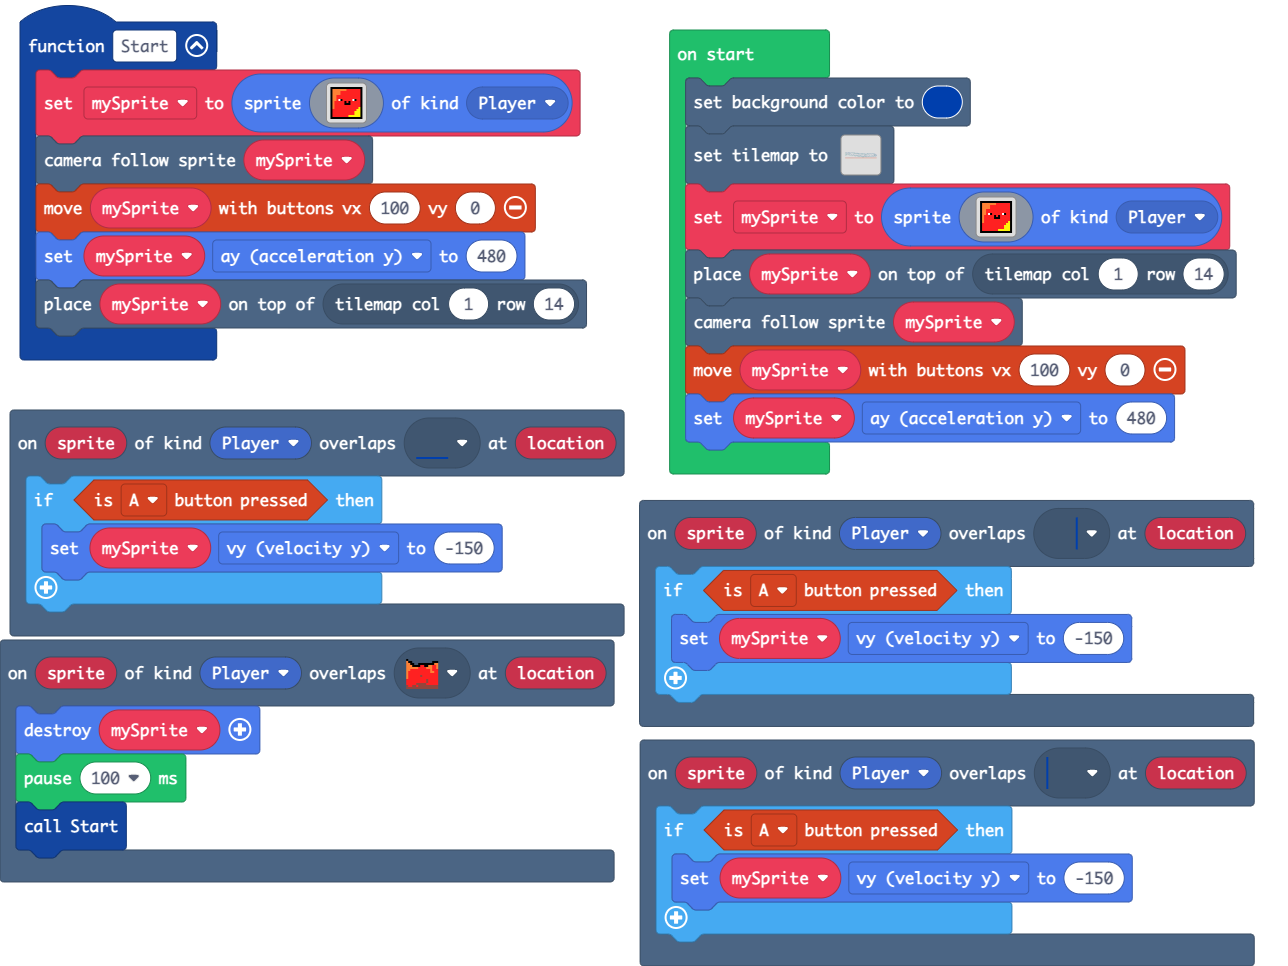 function Start
set mySprite to sprite of kind Player
camera follow sprite mySprite
move mySprite with buttons vx 100 vy 0
set mySprite ay (acceleration y) to 480
place mySprite on top of tilemap col 1 row 14
on sprite of kind Player overlaps at location
if is A button pressed then
set mySprite vy (velocity y) to -150
on sprite of kind Player overlaps at location
destroy mySprite
pause 100 ms
call Start
on start
set background color to
set tilemap to
set mySprite to sprite of kind Player
place mySprite on top of tilemap col 1 row 14
camera follow sprite mySprite
move mySprite with buttons vx 100 vy 0
set mySprite ay (acceleration y) to 480
on sprite of kind Player overlaps at location
if is A button pressed then
set mySprite vy (velocity y) to -150
on sprite of kind Player overlaps at location
if is A button pressed then
set mySprite vy (velocity y) to -150